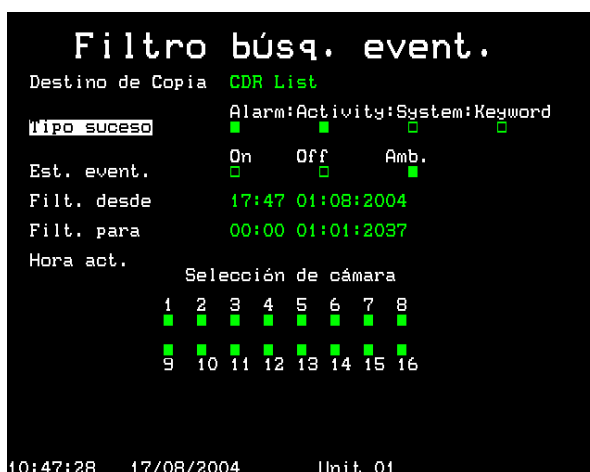 Filtro búsq. event.
Destino de Copia CDR List
Alarm:Activity:System:Keyword
Tipo suceso
On Off Amb.
Est. event.
Filt. desde 17:47 01:08:2004
Filt. para 00:00 01:01:2037
Hora act.
Selección de cámara
1 2 3 4 5 6 7 8
9 10 11 12 13 14 15 16
10:47:28 17/08/2004 Unit 01